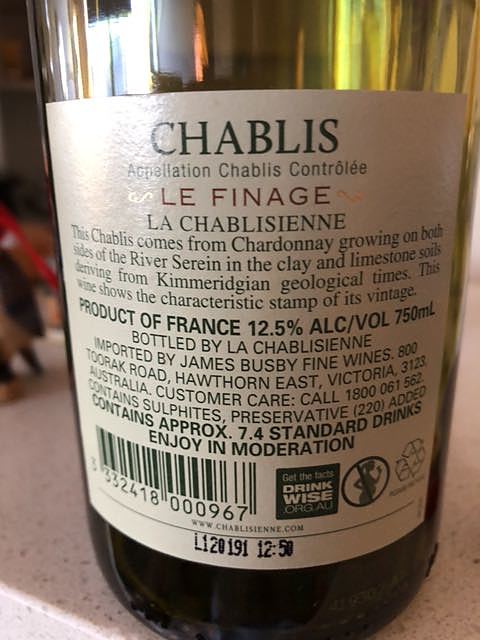 CHABLIS
Appellation Chablis Contrôlée
LE FINAGE
LA CHABLISIENNE
This Chablis comes from Chardonnay growing on both
sides of the River Serein in the clay and limestone soils
deriving from Kimmeridgian geological times. This
wine shows the characteristic stamp of its vintage.
PRODUCT OF FRANCE 12.5% ALC/VOL 750mL
BOTTLED BY LA CHABLISIENNE
IMPORTED BY JAMES BUSBY FINE WINES. 800
TOORAK ROAD, HAWTHORN EAST, VICTORIA, 3123,
AUSTRALIA. CUSTOMER CARE: CALL 1800 061 562.
CONTAINS SULPHITES, PRESERVATIVE (220) ADDED
CONTAINS APPROX. 7.4 STANDARD DRINKS
ENJOY IN MODERATION
Get the facts
DRINK
WISE
.ORG.AU
3 332418 000967
WWW.CHABLISIENNE.COM
L120191 12:50